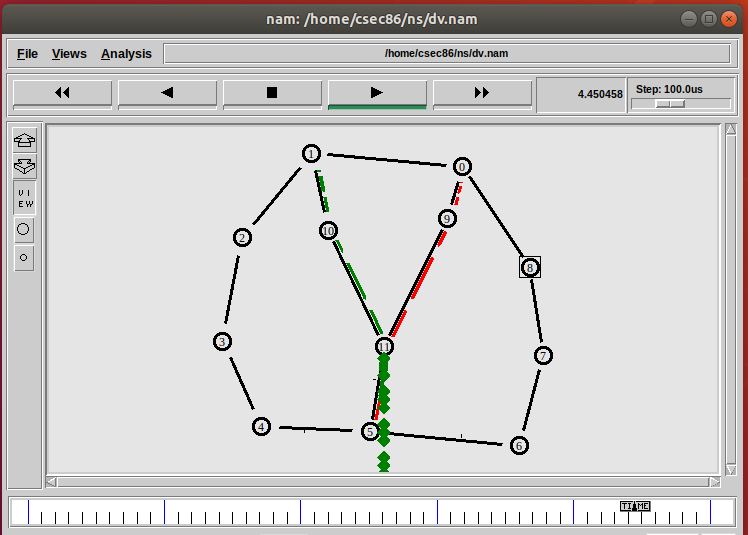 nam: /home/csec86/ns/dv.nam
File Views Analysis /home/csec86/ns/dv.nam
4.450458 Step: 100.0us
V I
E W
1
0
9
10
2
8
3
11
7
4
5
6
TIME